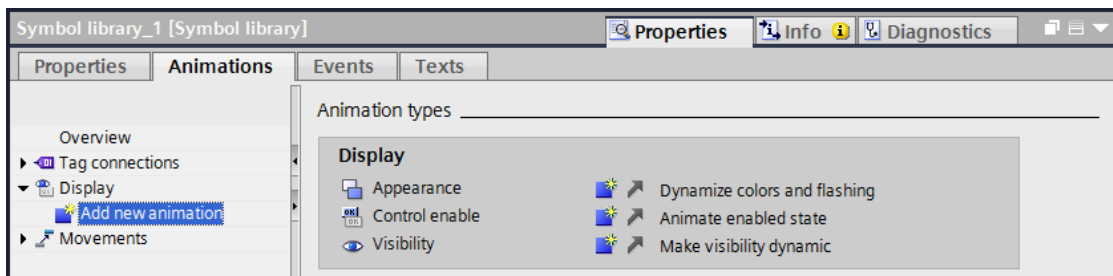 Symbol library_1 [Symbol library]
Properties Info Diagnostics
Properties Animations Events Texts
Animation types
Overview
Tag connections
Display
Add new animation
Movements
Display
Appearance Dynamize colors and flashing
Control enable Animate enabled state
Visibility Make visibility dynamic